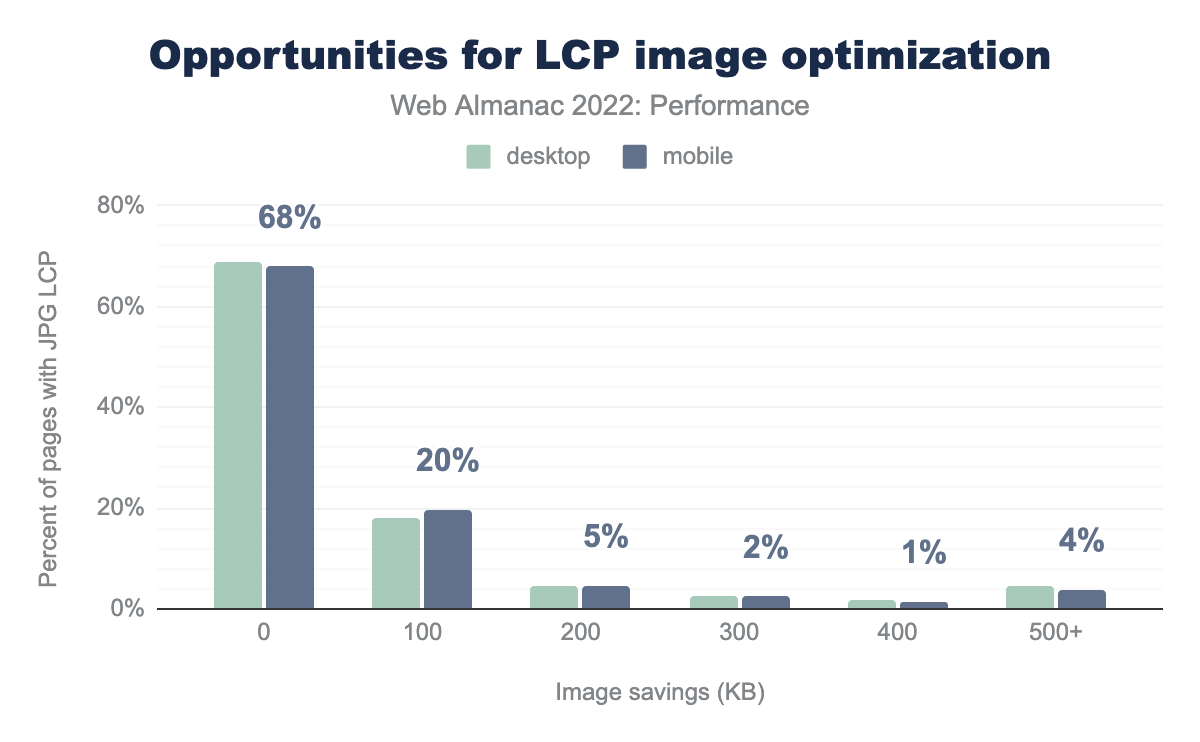 Opportunities for LCP image optimization
Web Almanac 2022: Performance
desktop mobile
Percent of pages with JPG LCP
80%
60%
40%
20%
0%
68%
20%
5%
2%
1%
4%
0 100 200 300 400 500+
Image savings (KB)